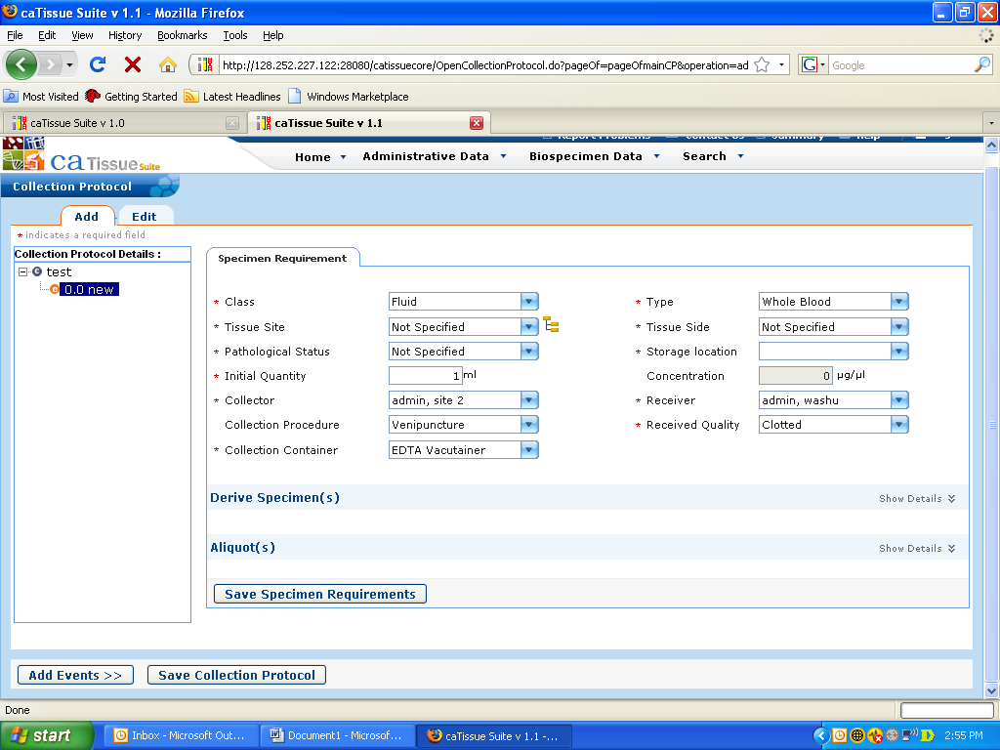 caTissue Suite v 1.1 - Mozilla Firefox
File Edit View History Bookmarks Tools Help
http://128.252.227.122:28080/catissuecore/OpenCollectionProtocol.do?pageOf=pageOfmainCP&operation=ad
G Google
Most Visited Getting Started Latest Headlines Windows Marketplace
caTissue Suite v 1.0 caTissue Suite v 1.1
Report Problems Contact Us Summary Help
ca Tissue Suite
Home Administrative Data Biospecimen Data Search
Collection Protocol
Add Edit
* indicates a required field
Collection Protocol Details :
C test
0.0 new
Specimen Requirement
* Class Fluid * Type Whole Blood
* Tissue Site Not Specified * Tissue Side Not Specified
* Pathological Status Not Specified * Storage location
* Initial Quantity 1 ml Concentration 0 µg/µl
* Collector admin, site 2 * Receiver admin, washu
Collection Procedure Venipuncture * Received Quality Clotted
* Collection Container EDTA Vacutainer
Derive Specimen(s) Show Details
Aliquot(s) Show Details
Save Specimen Requirements
Add Events >> Save Collection Protocol
Done
start Inbox - Microsoft Out... Document1 - Microsof... caTissue Suite v 1.1 -... 2:55 PM